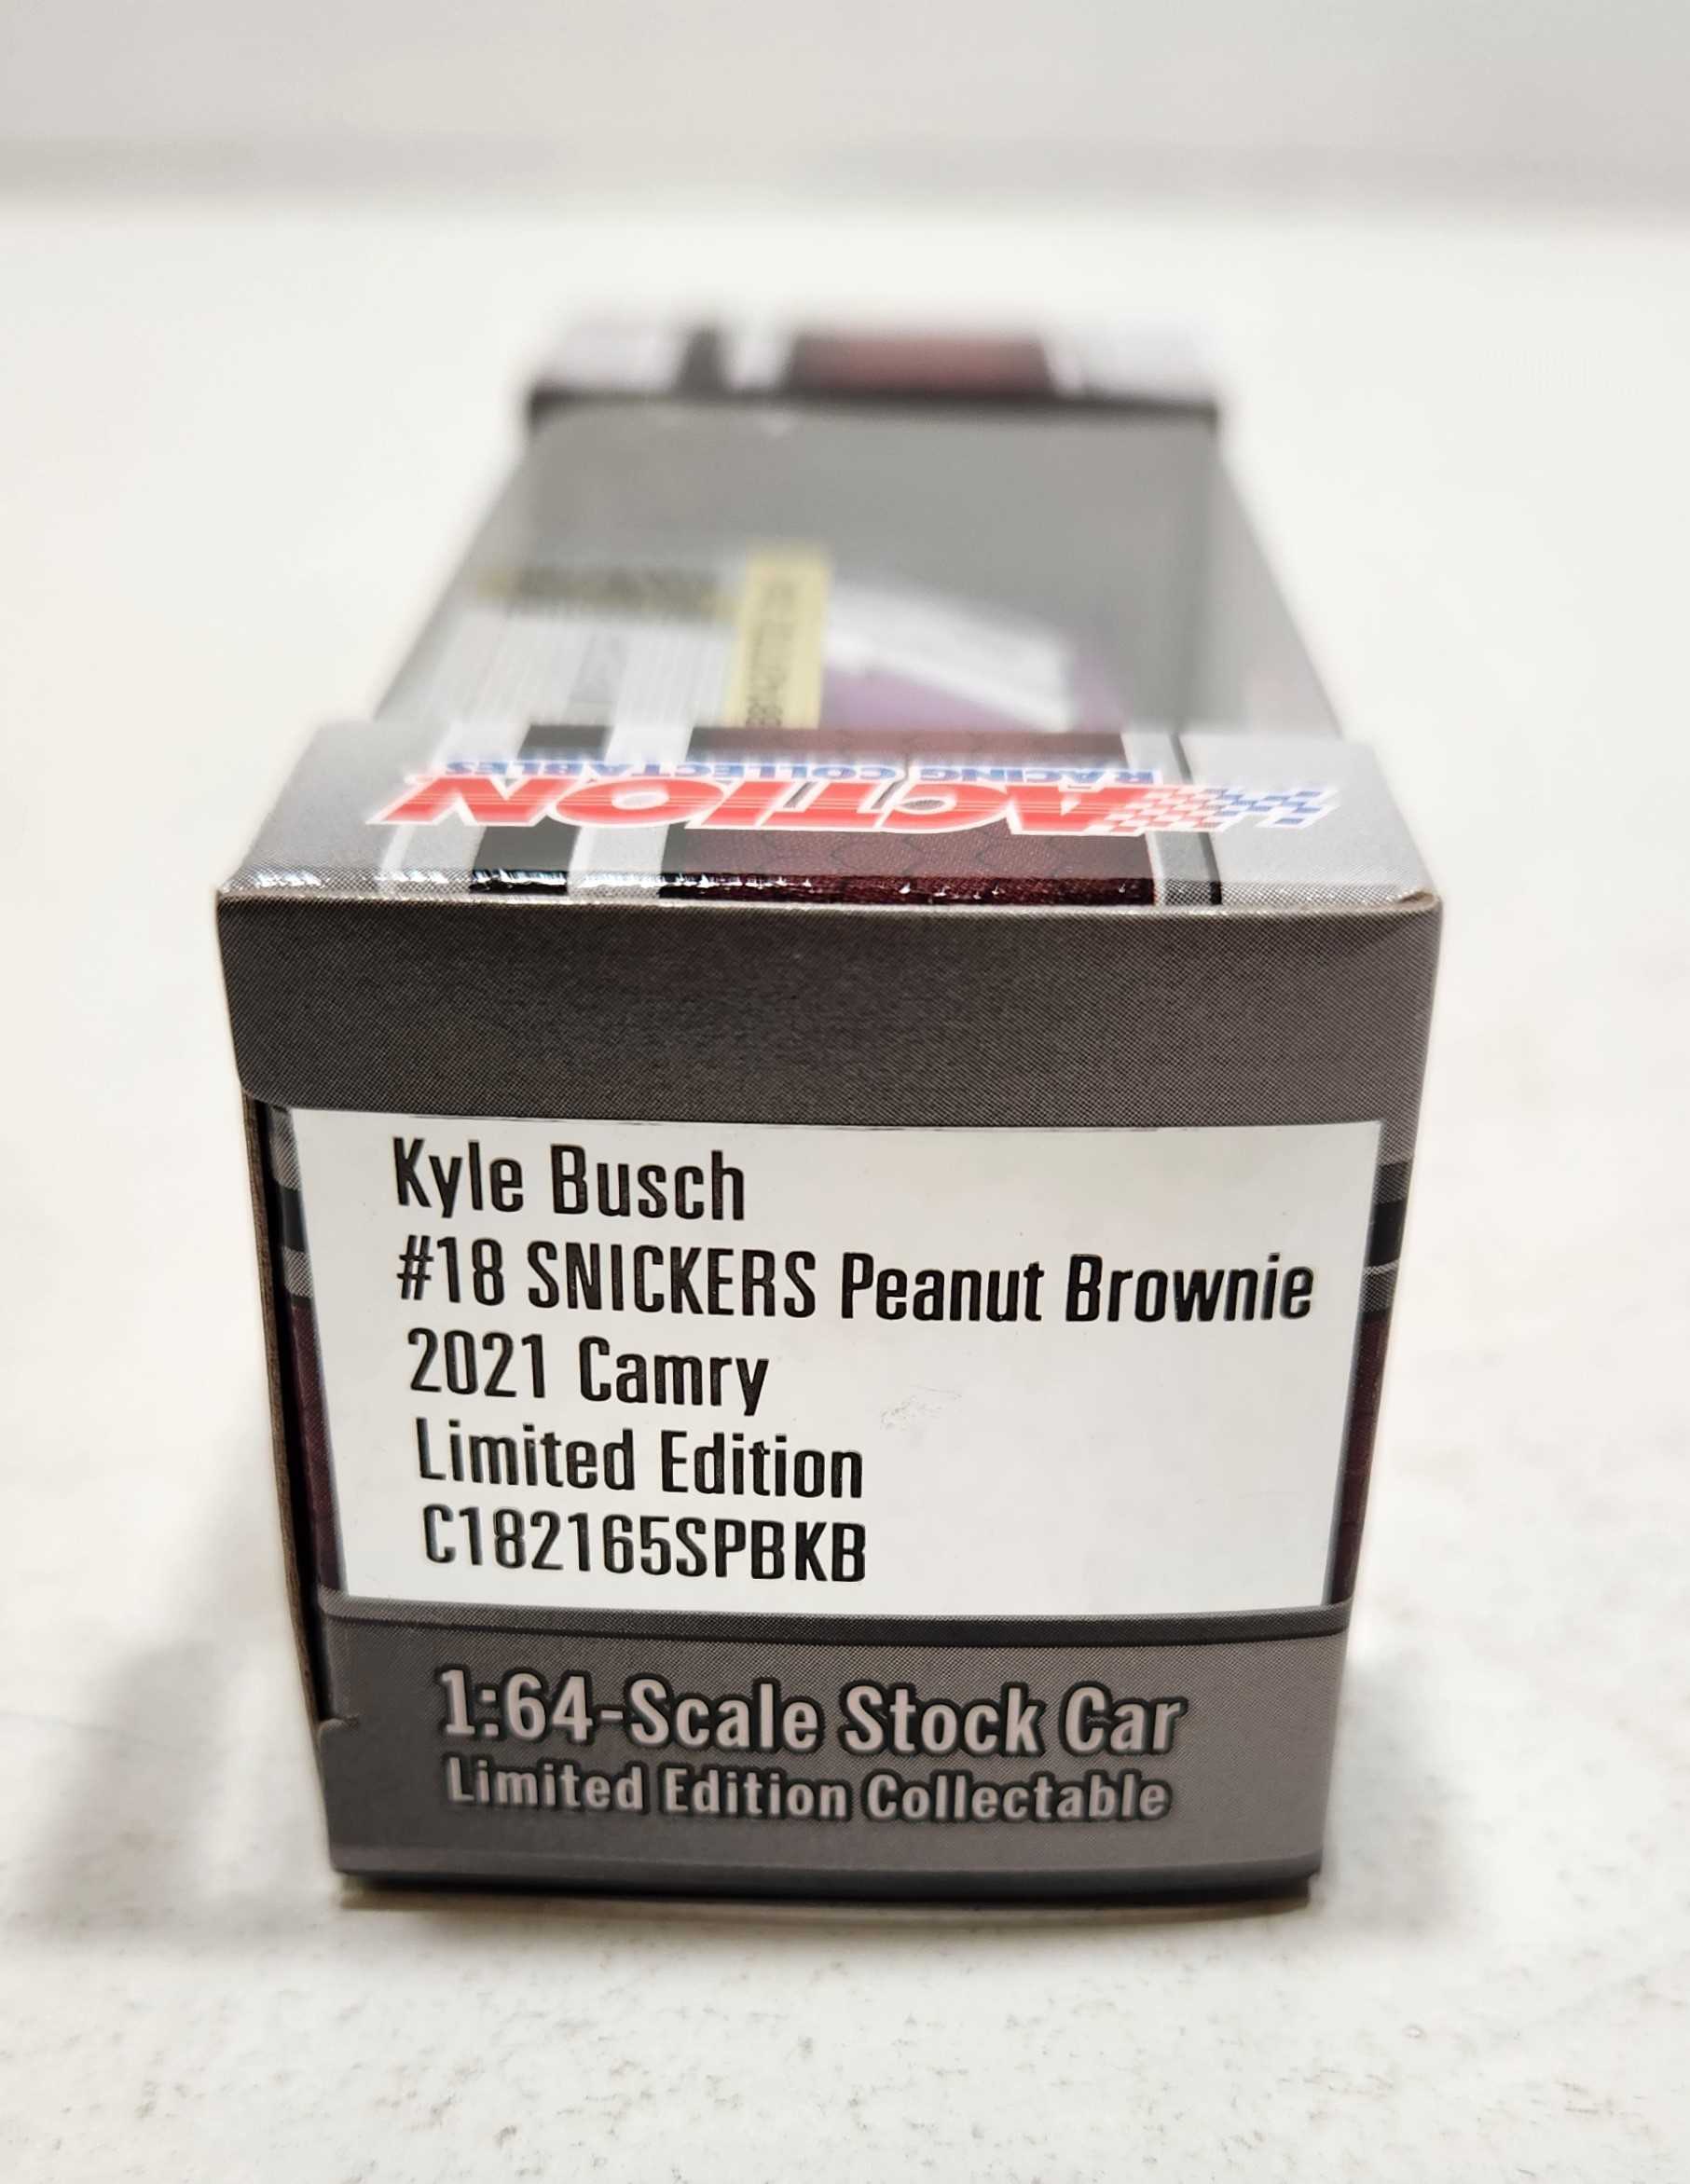 ACTION
RACING COLLECTABLES
Kyle Busch
#18 SNICKERS Peanut Brownie
2021 Camry
Limited Edition
C182165SPBKB
1:64-Scale Stock Car
Limited Edition Collectable